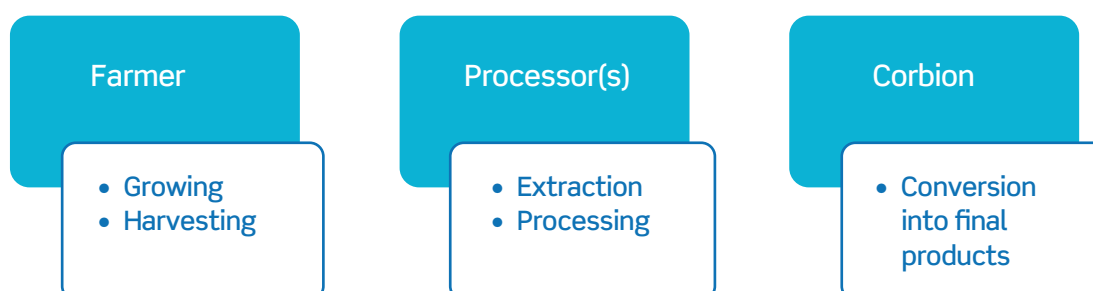 Farmer
• Growing
• Harvesting
Processor(s)
• Extraction
• Processing
Corbion
• Conversion
into final
products